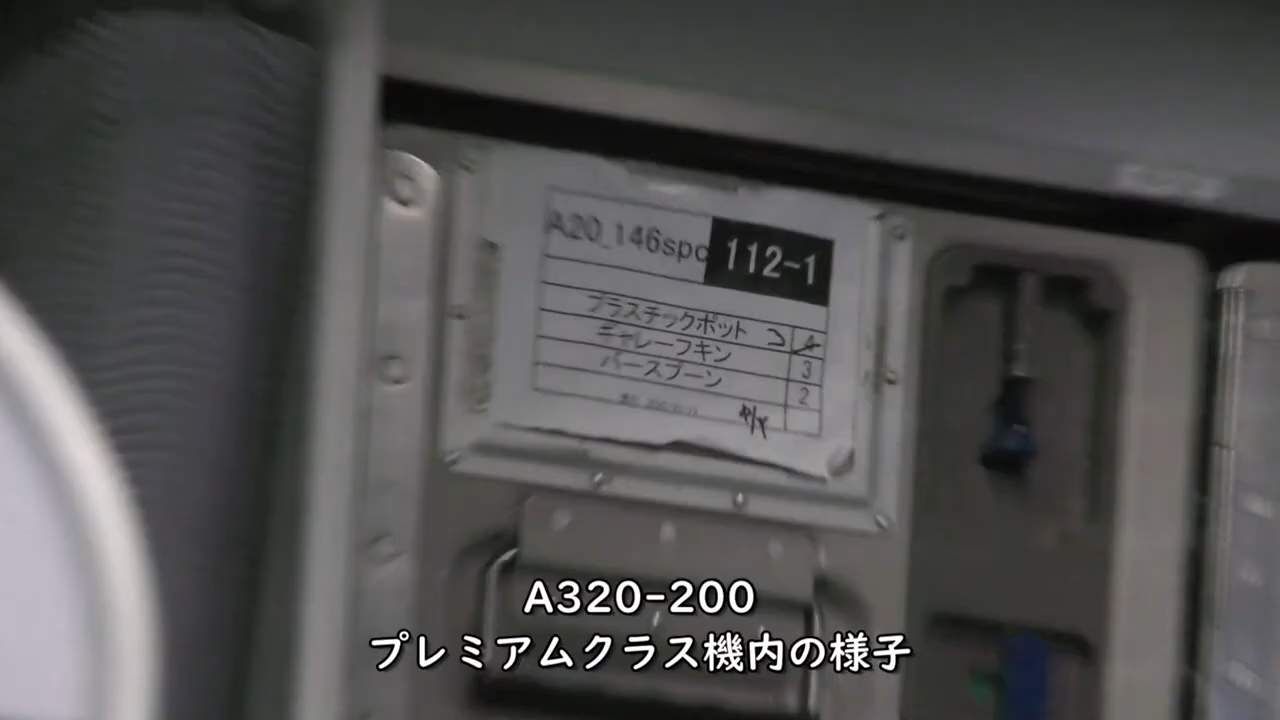 A20_146spc
112-1
プラスチックポット コ 4
ギャレーフキン 3
バースプーン 2
A320-200
プレミアムクラス機内の様子